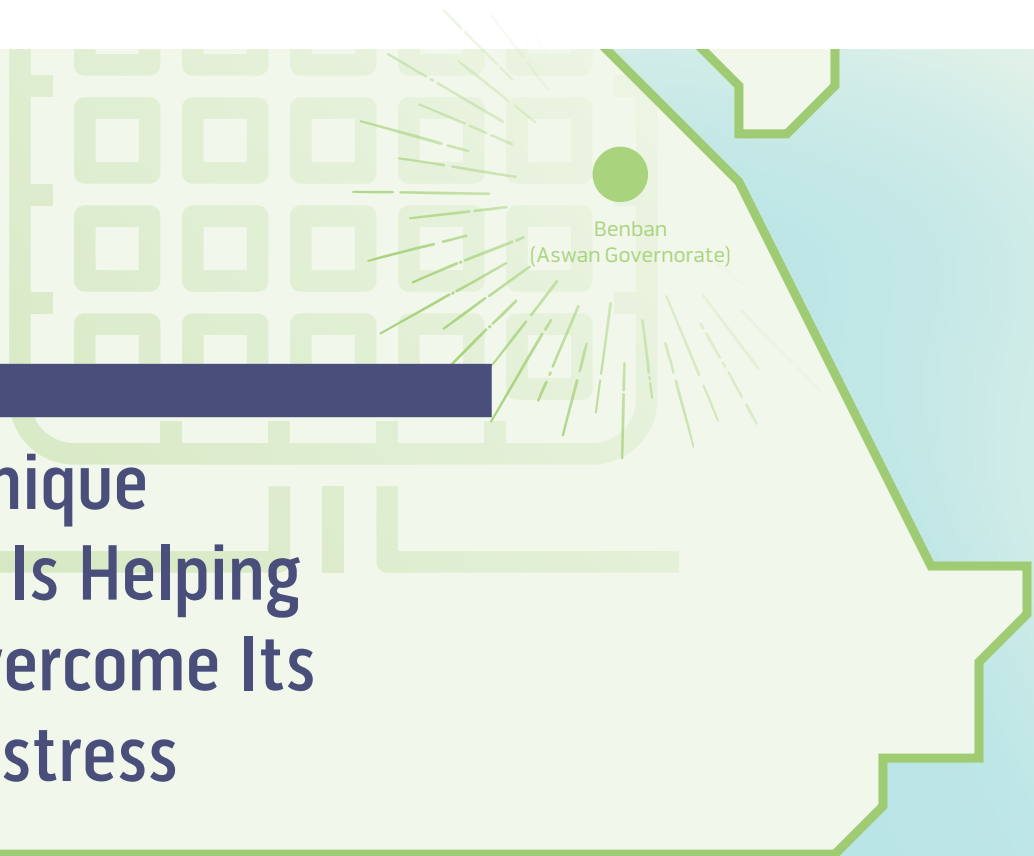 Benban
(Aswan Governorate)
nique
Is Helping
vercome Its
stress